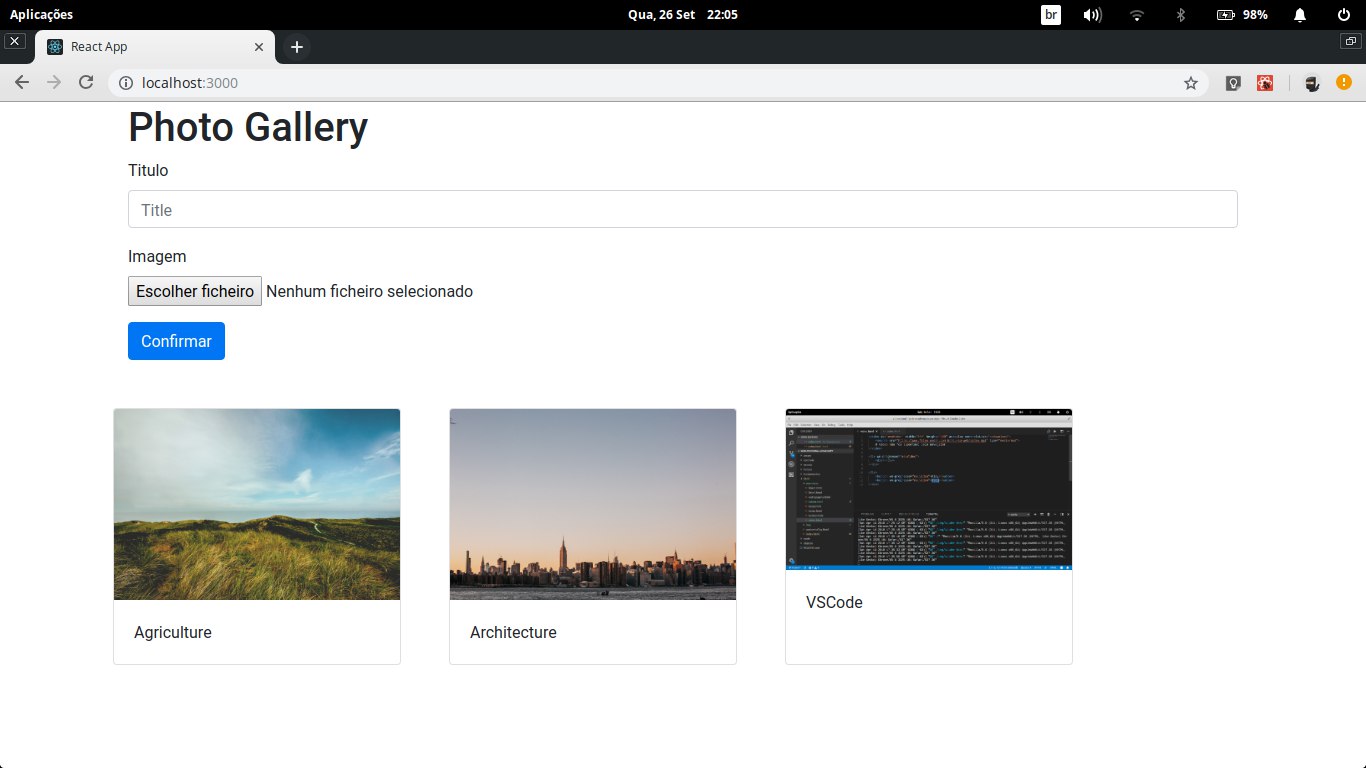 Aplicações
Qua, 26 Set 22:05
br
98%
React App
localhost:3000
Photo Gallery
Titulo
Title
Imagem
Escolher ficheiro Nenhum ficheiro selecionado
Confirmar
Agriculture
Architecture
VSCode